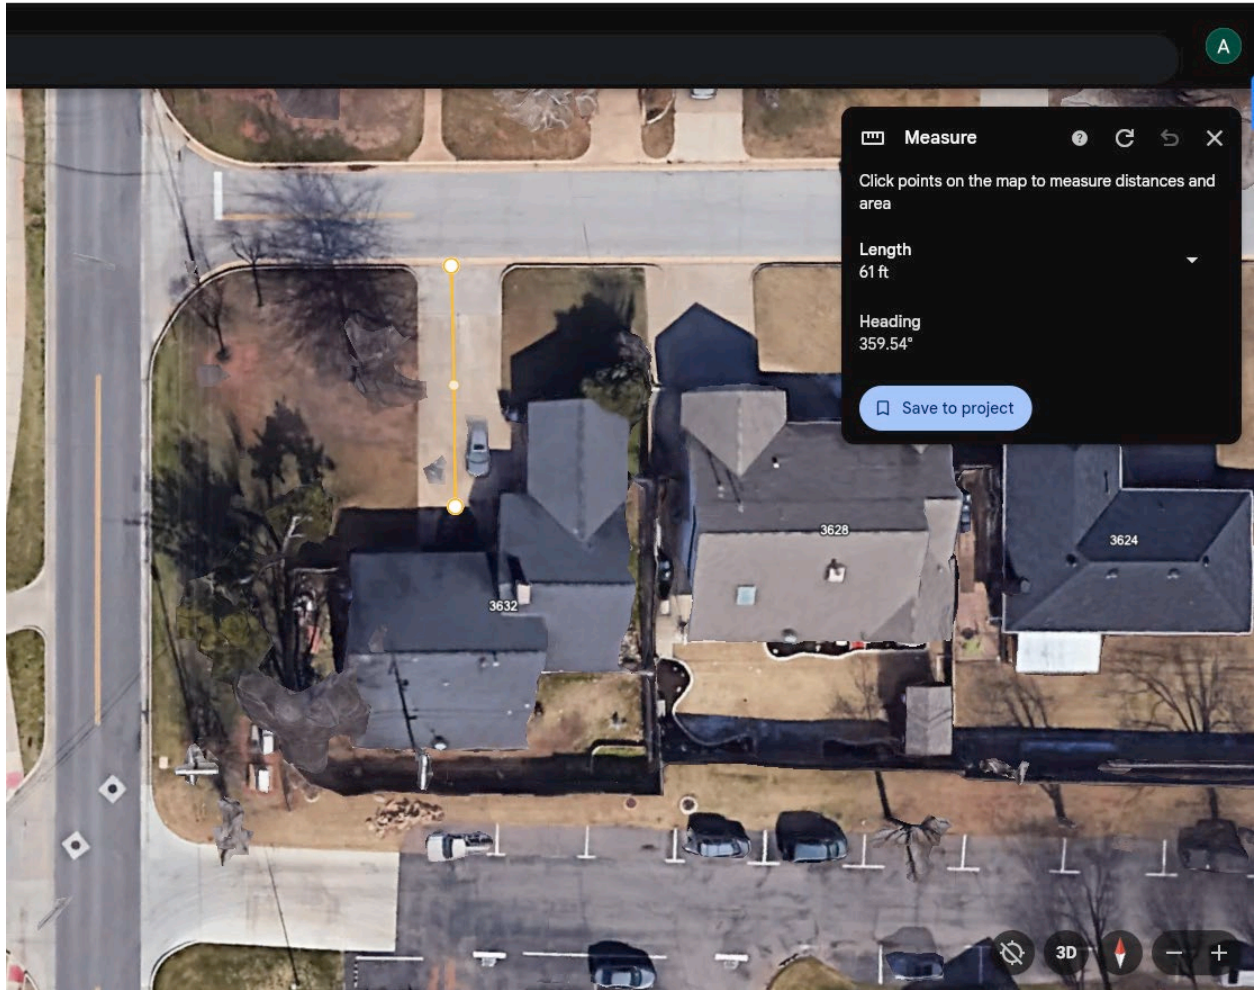 A
Measure
?
Click points on the map to measure distances and
area
Length
61 ft
Heading
359.54°
Save to project
3628
3624
3632
3D